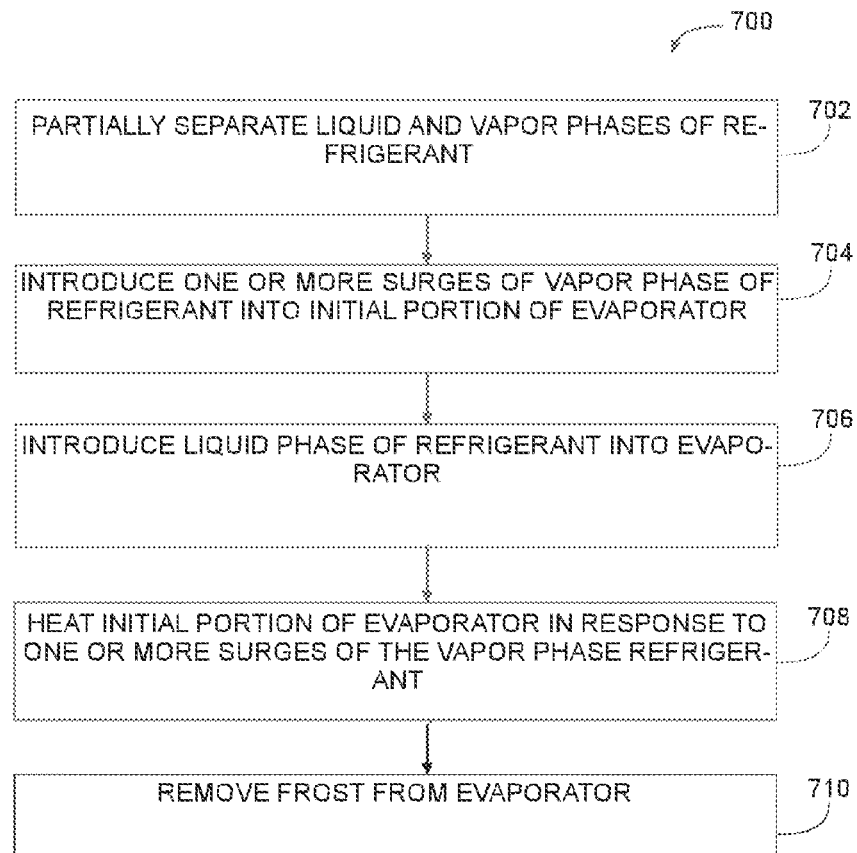 700
PARTIALLY SEPARATE LIQUID AND VAPOR PHASES OF RE-
FRIGERANT
702
INTRODUCE ONE OR MORE SURGES OF VAPOR PHASE OF
REFRIGERANT INTO INITIAL PORTION OF EVAPORATOR
704
INTRODUCE LIQUID PHASE OF REFRIGERANT INTO EVAPO-
RATOR
706
HEAT INITIAL PORTION OF EVAPORATOR IN RESPONSE TO
ONE OR MORE SURGES OF THE VAPOR PHASE REFRIGER-
ANT
708
REMOVE FROST FROM EVAPORATOR
710